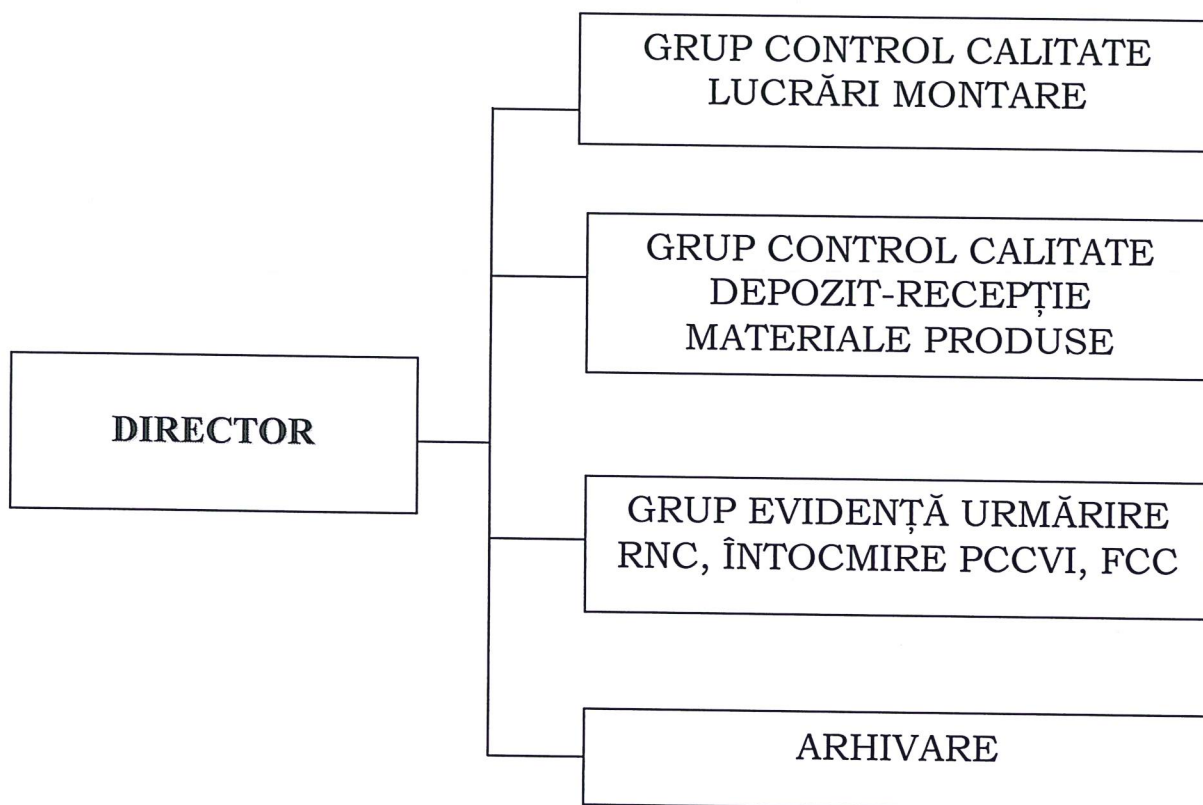 GRUP CONTROL CALITATE
LUCRĂRI MONTARE
GRUP CONTROL CALITATE
DEPOZIT-RECEPȚIE
MATERIALE PRODUSE
DIRECTOR
GRUP EVIDENȚĂ URMĂRIRE
RNC, ÎNTOCMIRE PCCVI, FCC
ARHIVARE